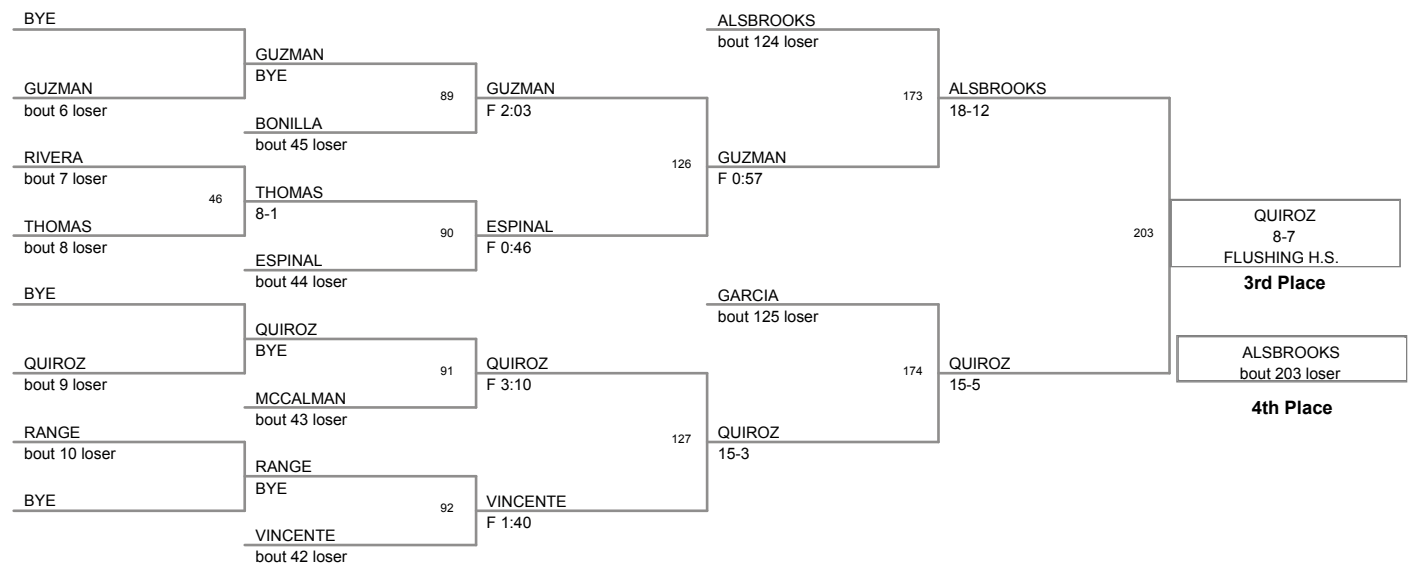 BYE
GUZMAN
bout 6 loser
RIVERA
bout 7 loser
46
THOMAS
bout 8 loser
BYE
QUIROZ
bout 9 loser
RANGE
bout 10 loser
BYE
GUZMAN
BYE
89
BONILLA
bout 45 loser
THOMAS
8-1
90
ESPINAL
bout 44 loser
QUIROZ
BYE
91
MCCALMAN
bout 43 loser
RANGE
BYE
92
VINCENTE
bout 42 loser
GUZMAN
F 2:03
126
ESPINAL
F 0:46
QUIROZ
F 3:10
127
VINCENTE
F 1:40
ALSBROOKS
bout 124 loser
173
GUZMAN
F 0:57
GARCIA
bout 125 loser
174
QUIROZ
15-3
ALSBROOKS
18-12
203
QUIROZ
15-5
QUIROZ
8-7
FLUSHING H.S.
3rd Place
ALSBROOKS
bout 203 loser
4th Place